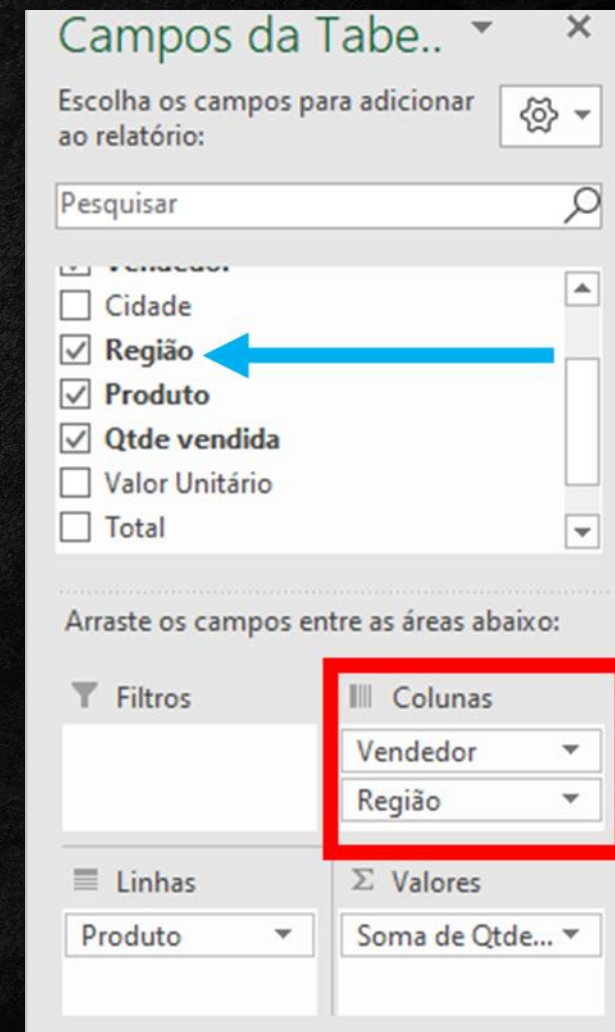 Campos da Tabe..
Escolha os campos para adicionar
ao relatório:
Pesquisar
Vendedor
Cidade
Região
Produto
Qtde vendida
Valor Unitário
Total
Arraste os campos entre as áreas abaixo:
Filtros
Colunas
Vendedor
Região
Linhas
Σ Valores
Produto
Soma de Qtde...